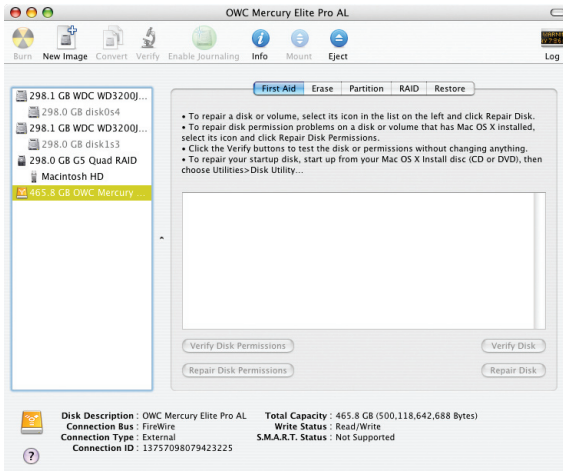 OWC Mercury Elite Pro AL
Burn New Image Convert Verify Enable Journaling Info Mount Eject Log
First Aid Erase Partition RAID Restore
298.1 GB WDC WD3200J...
298.0 GB disk0s4
298.1 GB WDC WD3200J...
298.0 GB disk1s3
298.0 GB G5 Quad RAID
Macintosh HD
465.8 GB OWC Mercury ...
• To repair a disk or volume, select its icon in the list on the left and click Repair Disk.
• To repair disk permission problems on a disk or volume that has Mac OS X installed,
select its icon and click Repair Disk Permissions.
• Click the Verify buttons to test the disk or permissions without changing anything.
• To repair your startup disk, start up from your Mac OS X Install disc (CD or DVD), then
choose Utilities>Disk Utility...
Verify Disk Permissions Verify Disk
Repair Disk Permissions Repair Disk
Disk Description : OWC Mercury Elite Pro AL Total Capacity : 465.8 GB (500,118,642,688 Bytes)
Connection Bus : FireWire Write Status : Read/Write
Connection Type : External S.M.A.R.T. Status : Not Supported
Connection ID : 13757098079423225
?